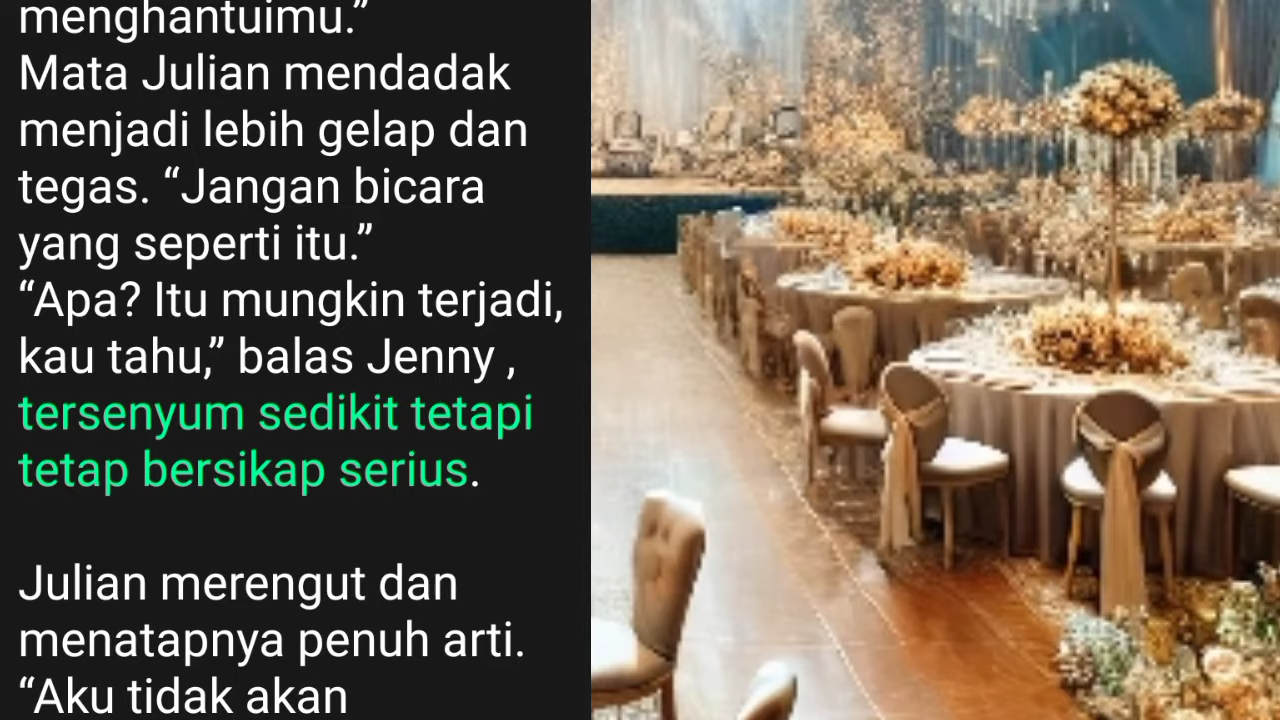 menghantuimu.”
Mata Julian mendadak
menjadi lebih gelap dan
tegas. “Jangan bicara
yang seperti itu.”
“Apa? Itu mungkin terjadi,
kau tahu,” balas Jenny ,
tersenyum sedikit tetapi
tetap bersikap serius.
Julian merengut dan
menatapnya penuh arti.
“Aku tidak akan